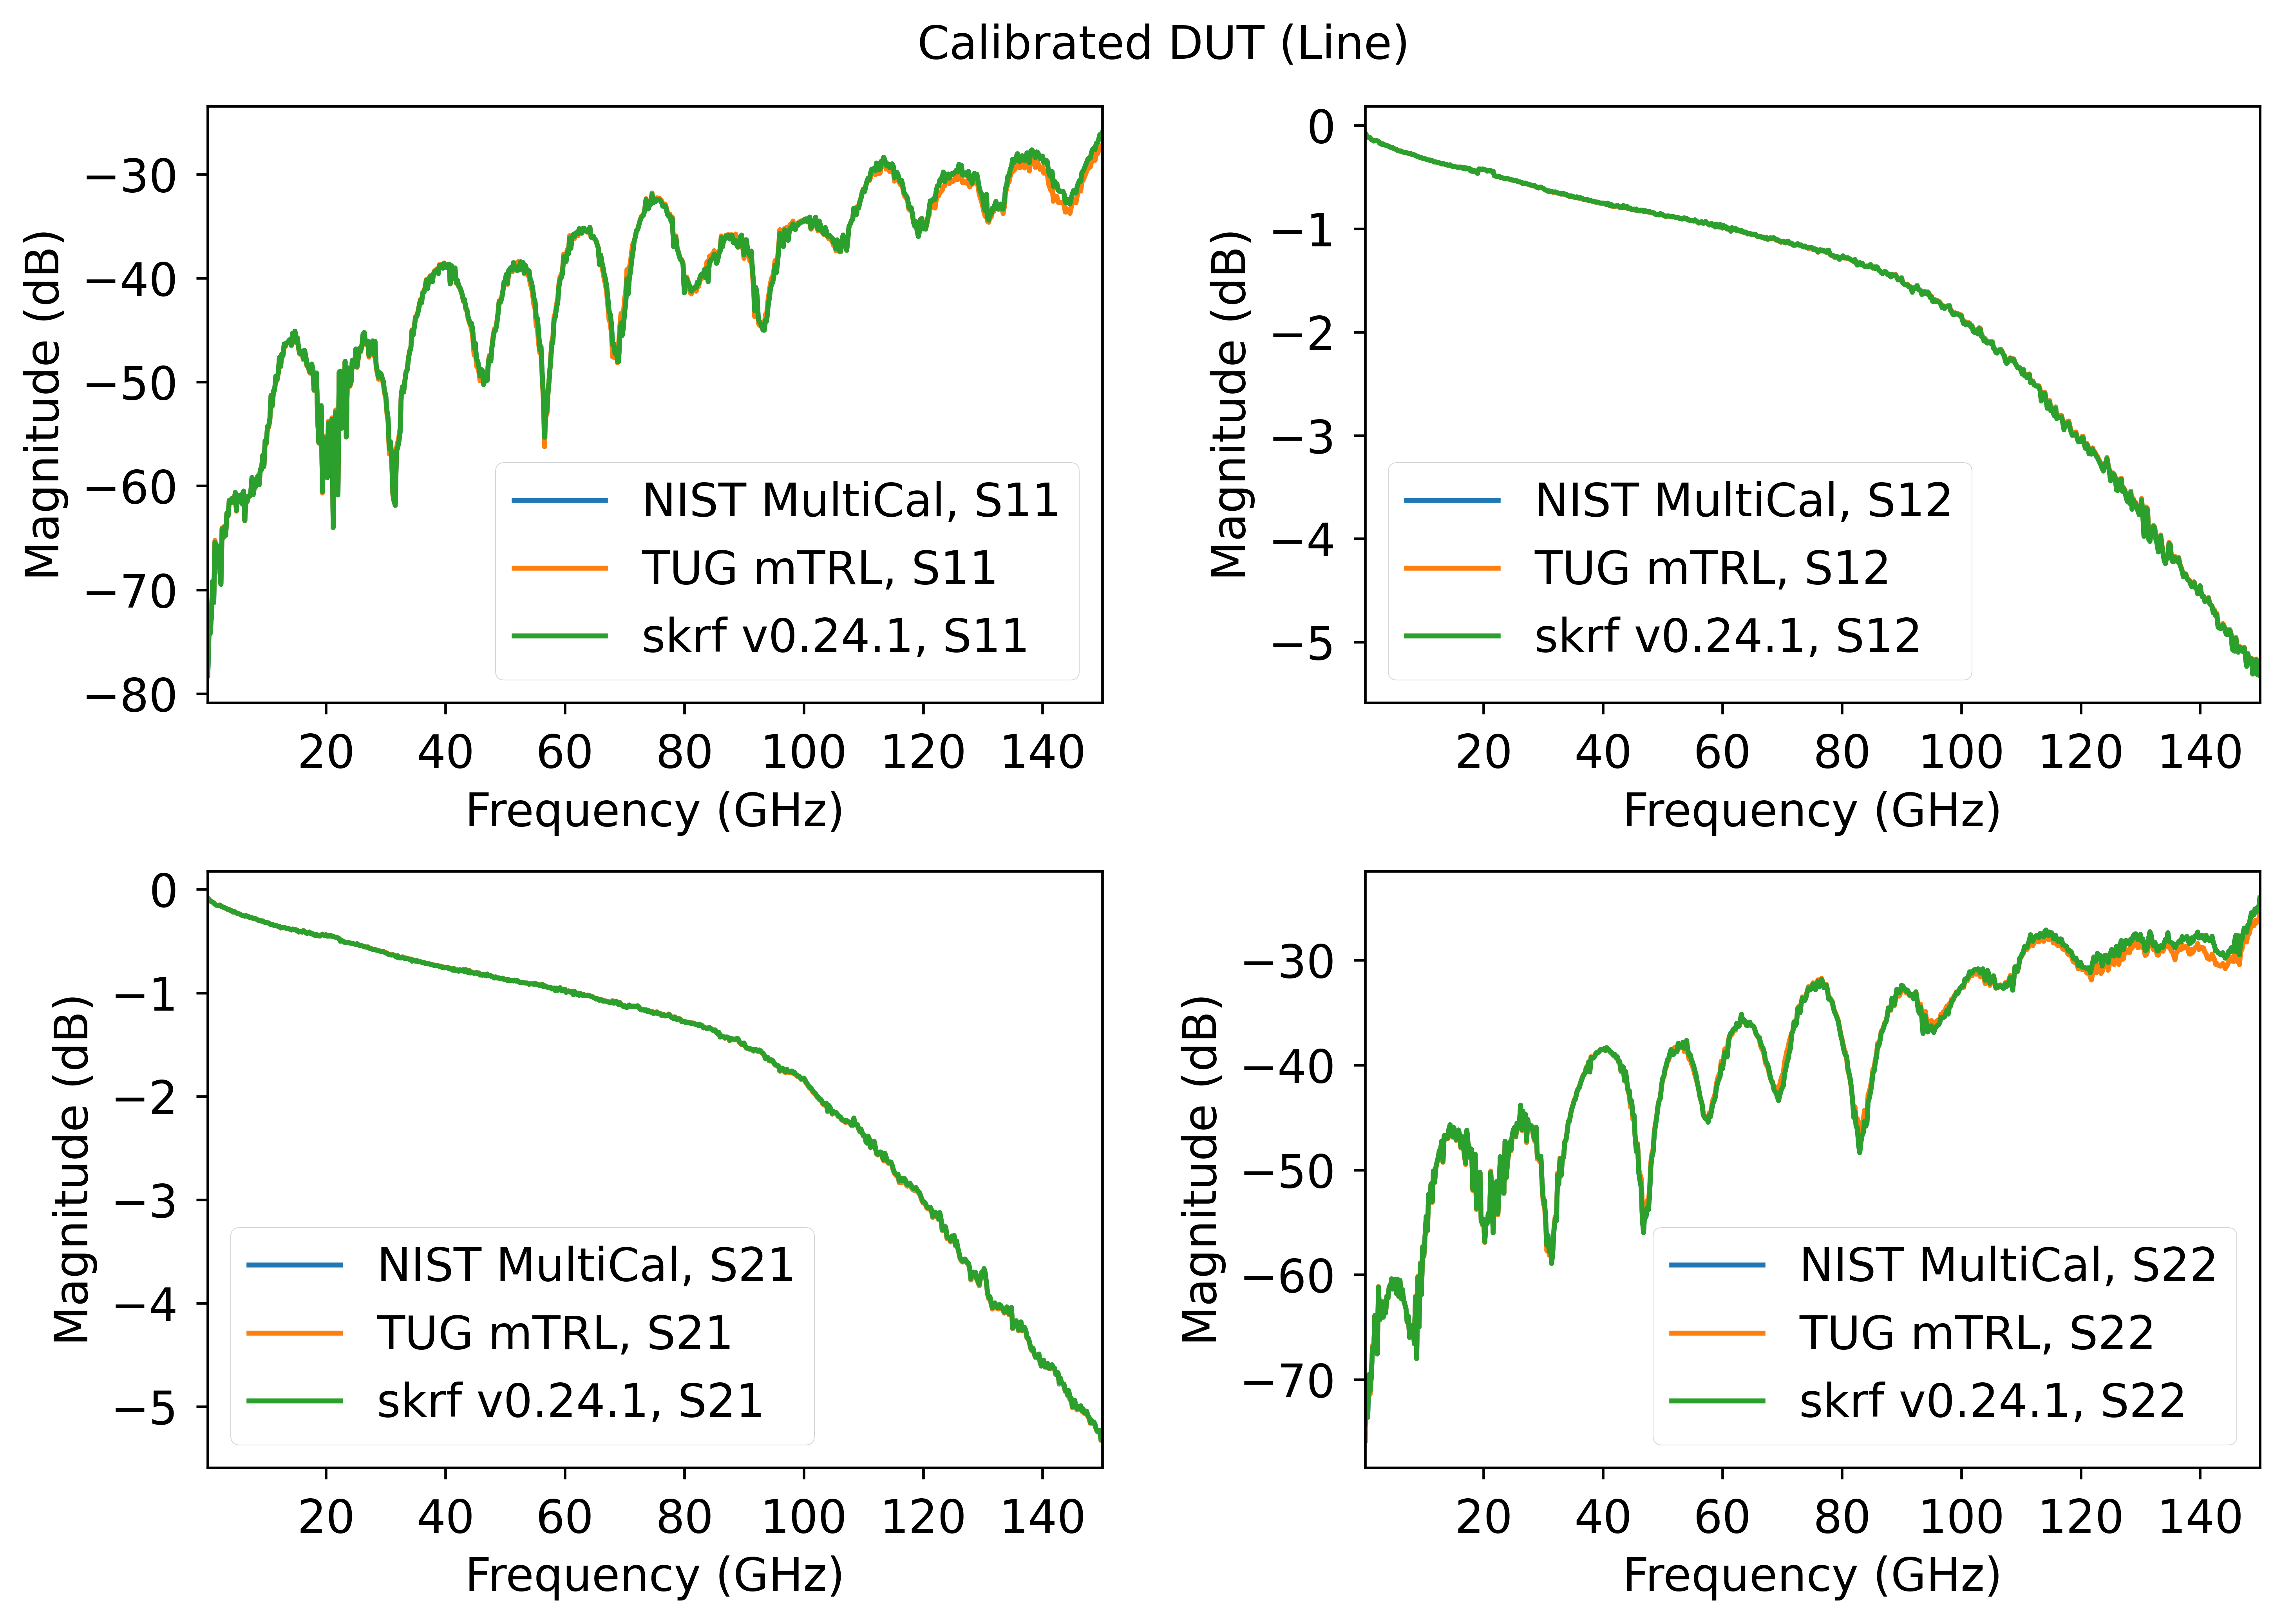 Calibrated DUT (Line)
Magnitude (dB)
−30
−40
−50
−60
−70
−80
NIST MultiCal, S11
TUG mTRL, S11
skrf v0.24.1, S11
20 40 60 80 100 120 140
Frequency (GHz)
Magnitude (dB)
0
−1
−2
−3
−4
−5
NIST MultiCal, S12
TUG mTRL, S12
skrf v0.24.1, S12
20 40 60 80 100 120 140
Frequency (GHz)
Magnitude (dB)
0
−1
−2
−3
−4
−5
NIST MultiCal, S21
TUG mTRL, S21
skrf v0.24.1, S21
20 40 60 80 100 120 140
Frequency (GHz)
Magnitude (dB)
−30
−40
−50
−60
−70
NIST MultiCal, S22
TUG mTRL, S22
skrf v0.24.1, S22
20 40 60 80 100 120 140
Frequency (GHz)